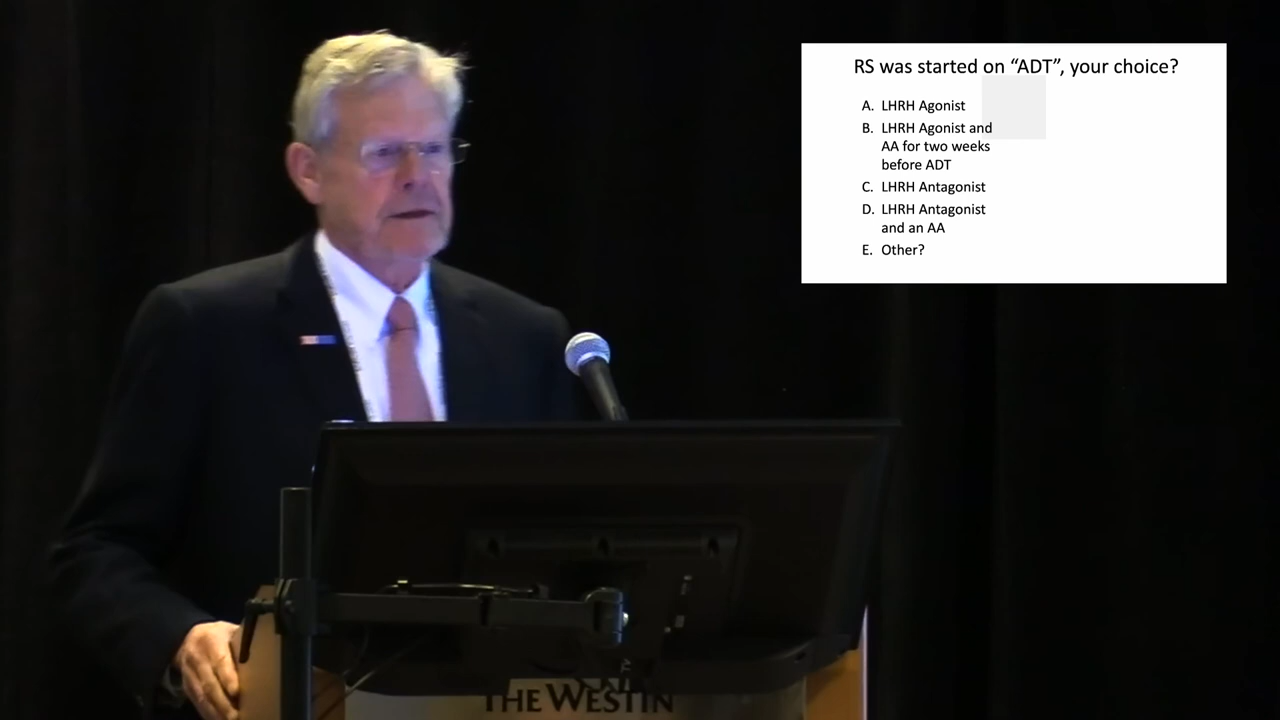 RS was started on “ADT”, your choice?
A. LHRH Agonist
B. LHRH Agonist and
AA for two weeks
before ADT
C. LHRH Antagonist
D. LHRH Antagonist
and an AA
E. Other?
THE WESTIN